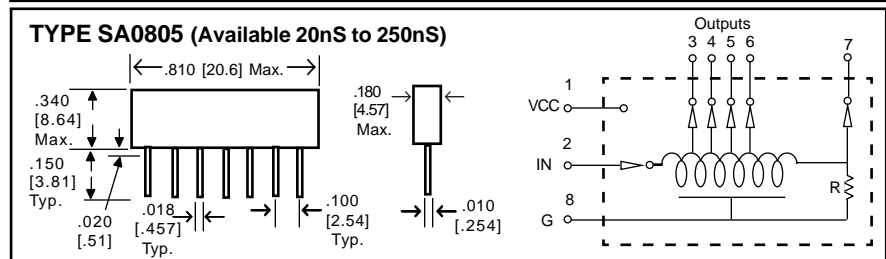 TYPE SA0805 (Available 20nS to 250nS)
.810 [20.6] Max.
.340
[8.64]
Max.
.150
[3.81]
Typ.
.020
[.51]
.018
[.457]
Typ.
.100
[2.54]
Typ.
.180
[4.57]
Max.
.010
[.254]
Outputs
3 4 5 6 7
1
VCC
2
IN
8
G
R